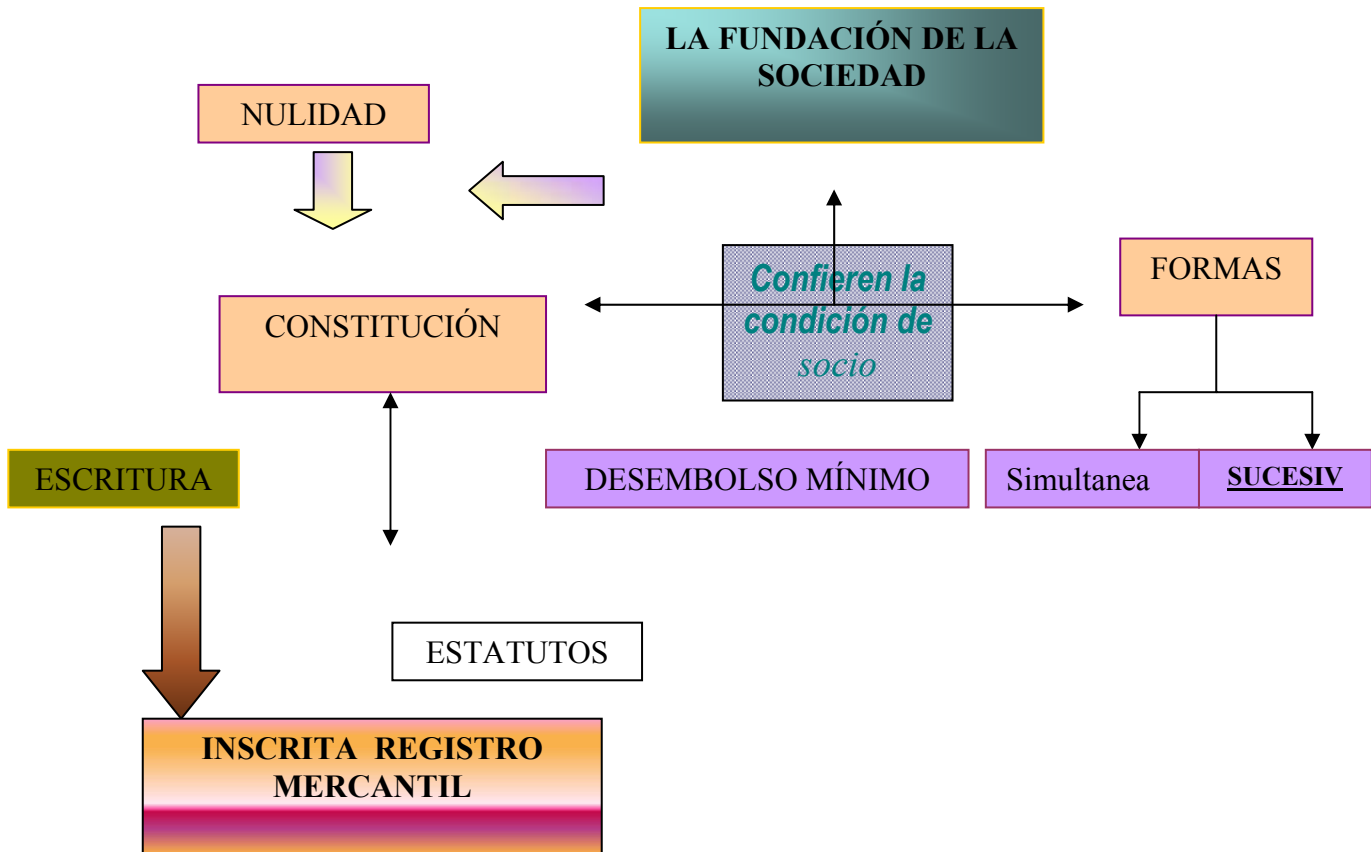 LA FUNDACIÓN DE LA
SOCIEDAD
NULIDAD
FORMAS
Confieren la
condición de
socio
CONSTITUCIÓN
ESCRITURA
DESEMBOLSO MÍNIMO
Simultanea
SUCESIV
ESTATUTOS
INSCRITA REGISTRO
MERCANTIL